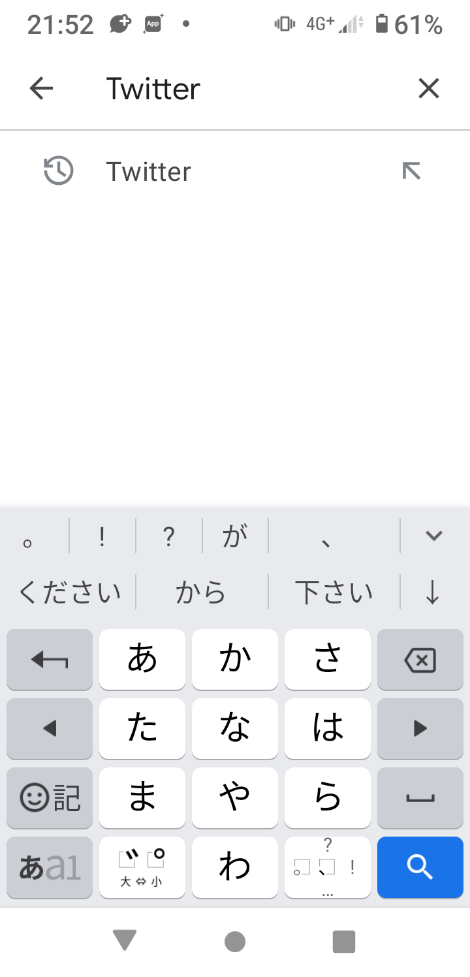 21:52 App 4G+ 61%
Twitter
Twitter
。 ! ? が 、
ください から 下さい ↓
あ か さ
た な は
記 ま や ら
あa1 大⇔小 わ 。、?!...